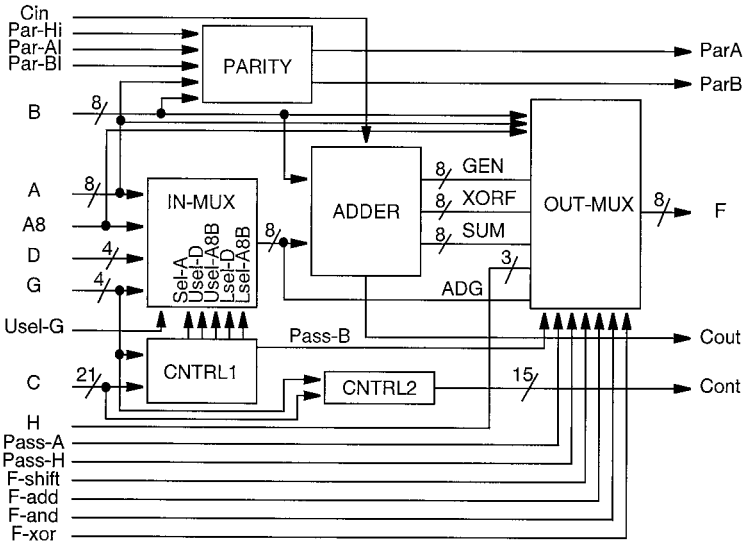 Cin
Par-Hi
Par-AI
Par-BI
PARITY
ParA
ParB
B
8
A
8
A8
D
4
G
4
IN-MUX
Sel-A
Usel-D
Usel-A8B
Lsel-D
Lsel-A8B
8
ADDER
8 GEN
8 XORF
8 SUM
3
ADG
OUT-MUX
8
F
Usel-G
CNTRL1
Pass-B
Cout
C
21
CNTRL2
15
Cont
H
Pass-A
Pass-H
F-shift
F-add
F-and
F-xor